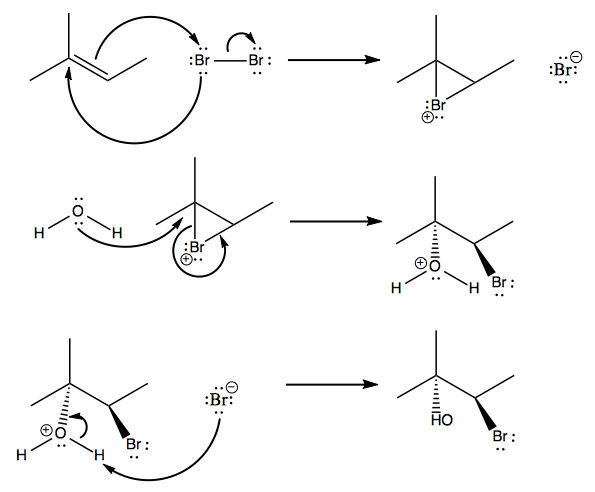 Br Br Br Br ⊖
⊕
O
H H Br
⊕ ⊕ O
H H Br
Br ⊖
⊕ O HO
H H Br Br